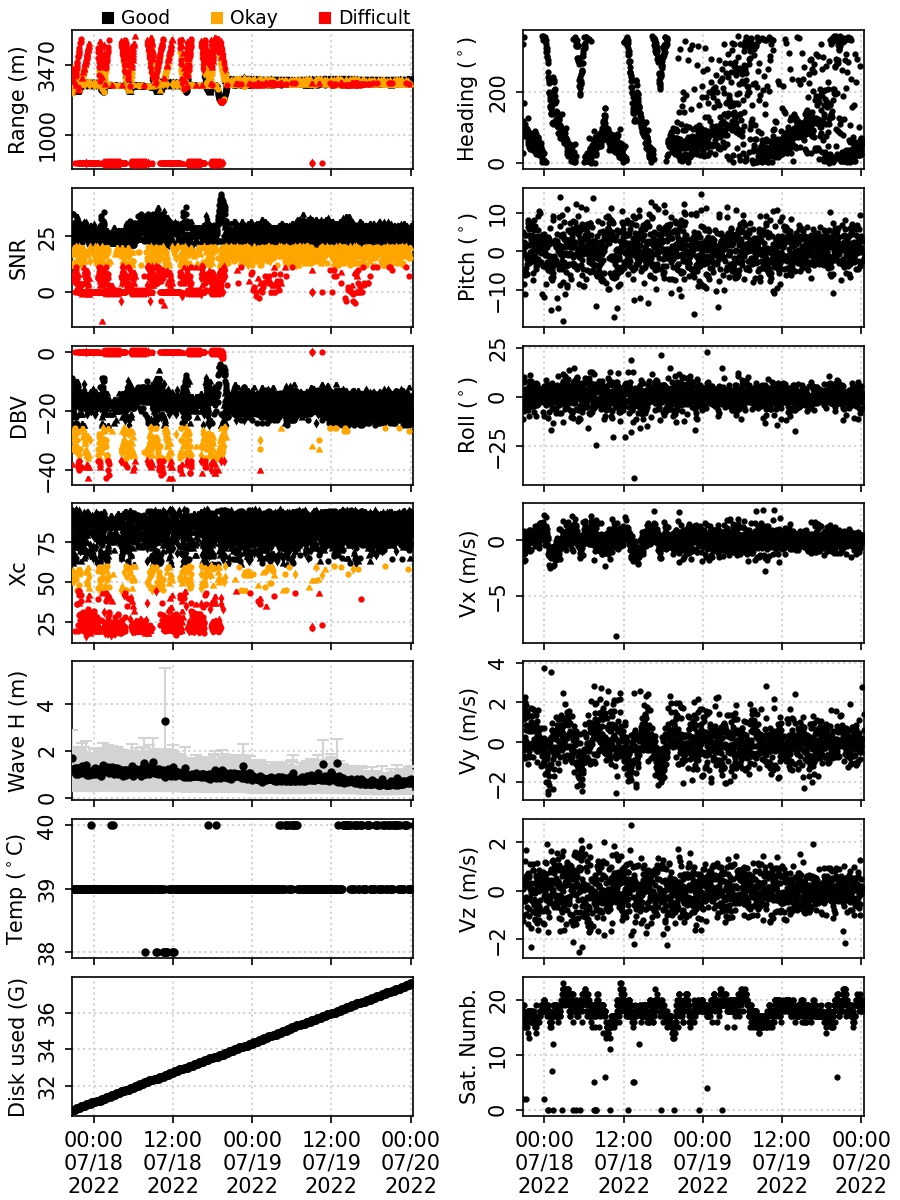 Good Okay Difficult
Range (m)
3470
1000
Heading (°)
200
0
SNR
25
0
Pitch (°)
10
0
−10
DBV
0
−20
−40
Roll (°)
25
0
−25
Xc
75
50
25
Vx (m/s)
0
−5
Wave H (m)
4
2
0
Vy (m/s)
4
2
0
−2
Temp (°C)
40
39
38
Vz (m/s)
2
0
−2
Disk used (G)
36
34
32
Sat. Numb.
20
10
0
00:00 12:00 00:00 12:00 00:00
07/18 07/18 07/19 07/19 07/20
2022 2022 2022 2022 2022
00:00 12:00 00:00 12:00 00:00
07/18 07/18 07/19 07/19 07/20
2022 2022 2022 2022 2022